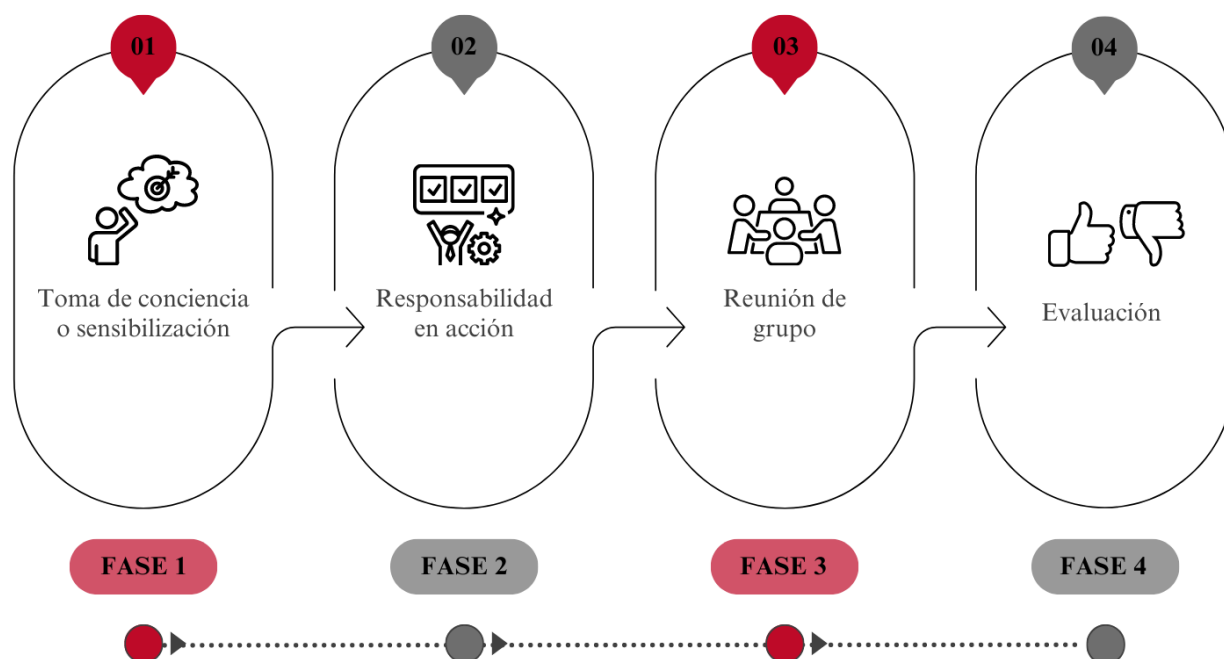 01
02
03
04
Toma de conciencia
o sensibilización
Responsabilidad
en acción
Reunión de
grupo
Evaluación
FASE 1
FASE 2
FASE 3
FASE 4